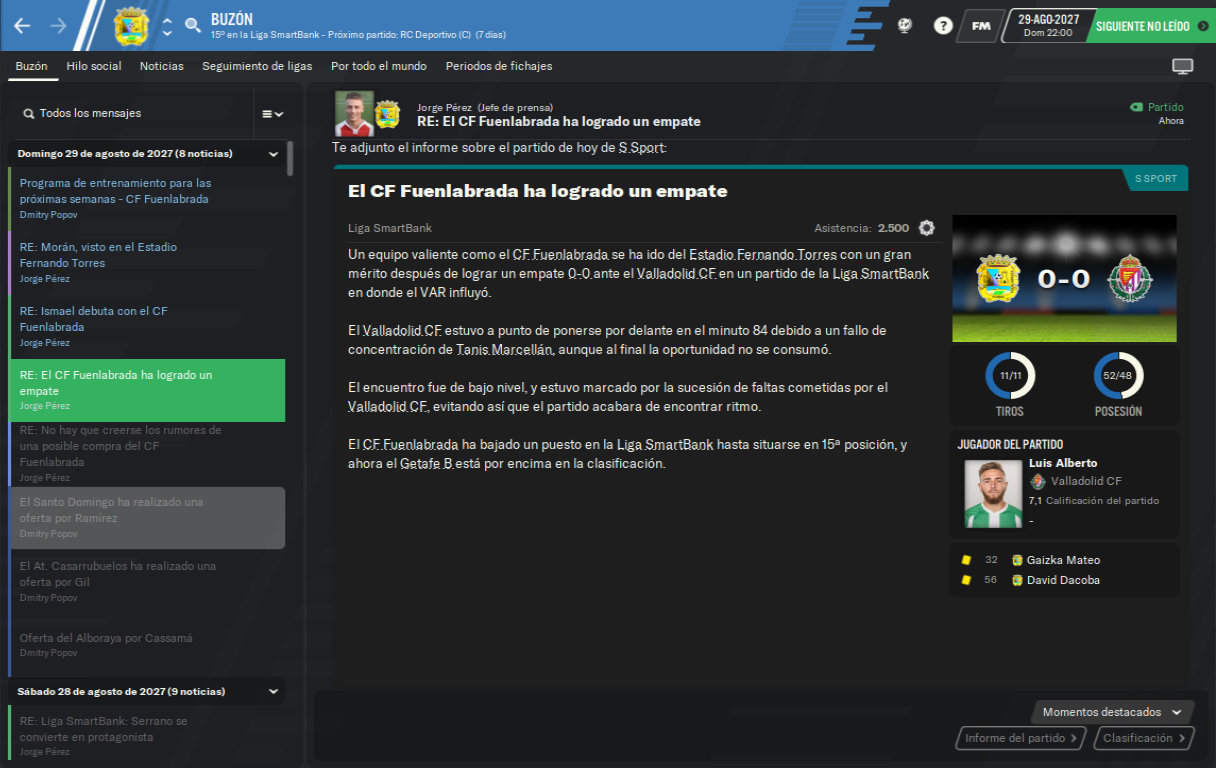 BUZÓN
15º en la Liga SmartBank - Próximo partido: RC Deportivo (C) (7 días)
?
FM
29-AGO-2027
Dom 22:00
SIGUIENTE NO LEÍDO
Buzón
Hilo social
Noticias
Seguimiento de ligas
Por todo el mundo
Periodos de fichajes
Todos los mensajes
Domingo 29 de agosto de 2027 (8 noticias)
Programa de entrenamiento para las
próximas semanas - CF Fuenlabrada
Dmitry Popov
RE: Morán, visto en el Estadio
Fernando Torres
Jorge Pérez
RE: Ismael debuta con el CF
Fuenlabrada
Jorge Pérez
RE: El CF Fuenlabrada ha logrado un
empate
Jorge Pérez
RE: No hay que creerse los rumores de
una posible compra del CF
Fuenlabrada
Jorge Pérez
El Santo Domingo ha realizado una
oferta por Ramírez
Dmitry Popov
El At. Casarrubuelos ha realizado una
oferta por Gil
Dmitry Popov
Oferta del Alboraya por Cassamá
Dmitry Popov
Sábado 28 de agosto de 2027 (9 noticias)
RE: Liga SmartBank: Serrano se
convierte en protagonista
Jorge Pérez
Jorge Pérez (Jefe de prensa)
RE: El CF Fuenlabrada ha logrado un empate
Partido
Ahora
Te adjunto el informe sobre el partido de hoy de S Sport:
S SPORT
El CF Fuenlabrada ha logrado un empate
Liga SmartBank
Asistencia: 2.500
Un equipo valiente como el CF Fuenlabrada se ha ido del Estadio Fernando Torres con un gran
mérito después de lograr un empate 0-0 ante el Valladolid CF en un partido de la Liga SmartBank
en donde el VAR influyó.
El Valladolid CF estuvo a punto de ponerse por delante en el minuto 84 debido a un fallo de
concentración de Tanis Marcellán, aunque al final la oportunidad no se consumó.
El encuentro fue de bajo nivel, y estuvo marcado por la sucesión de faltas cometidas por el
Valladolid CF, evitando así que el partido acabara de encontrar ritmo.
El CF Fuenlabrada ha bajado un puesto en la Liga SmartBank hasta situarse en 15ª posición, y
ahora el Getafe B está por encima en la clasificación.
0-0
11/11
TIROS
52/48
POSESIÓN
JUGADOR DEL PARTIDO
Luis Alberto
Valladolid CF
7,1 Calificación del partido
-
32 Gaizka Mateo
56 David Dacoba
Momentos destacados
Informe del partido
Clasificación